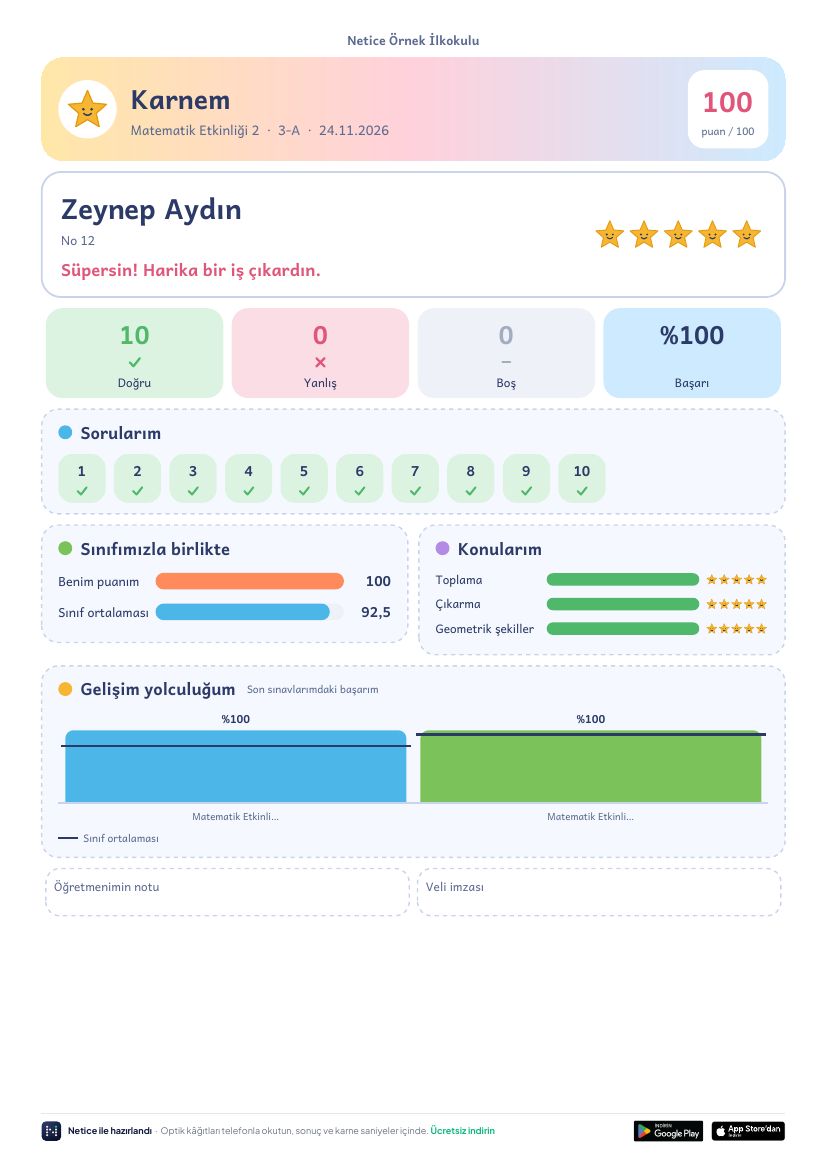 Netice Örnek İlkokulu
Karnem
Matematik Etkinliği 2 · 3-A · 24.11.2026
100
puan / 100
Zeynep Aydın
No 12
Süpersin! Harika bir iş çıkardın.
10
Doğru
0
Yanlış
0
Boş
%100
Başarı
Sorularım
1 2 3 4 5 6 7 8 9 10
Sınıfımızla birlikte
Benim puanım 100
Sınıf ortalaması 92,5
Konularım
Toplama
Çıkarma
Geometrik şekiller
Gelişim yolculuğum Son sınavlarımdaki başarım
%100 %100
Matematik Etkinli... Matematik Etkinli...
Sınıf ortalaması
Öğretmenimin notu
Veli imzası
Netice ile hazırlandı · Optik kâğıtları telefonla okutun, sonuç ve karne saniyeler içinde. Ücretsiz indirin
İNDİRİN
Google Play
App Store'dan
İndirin